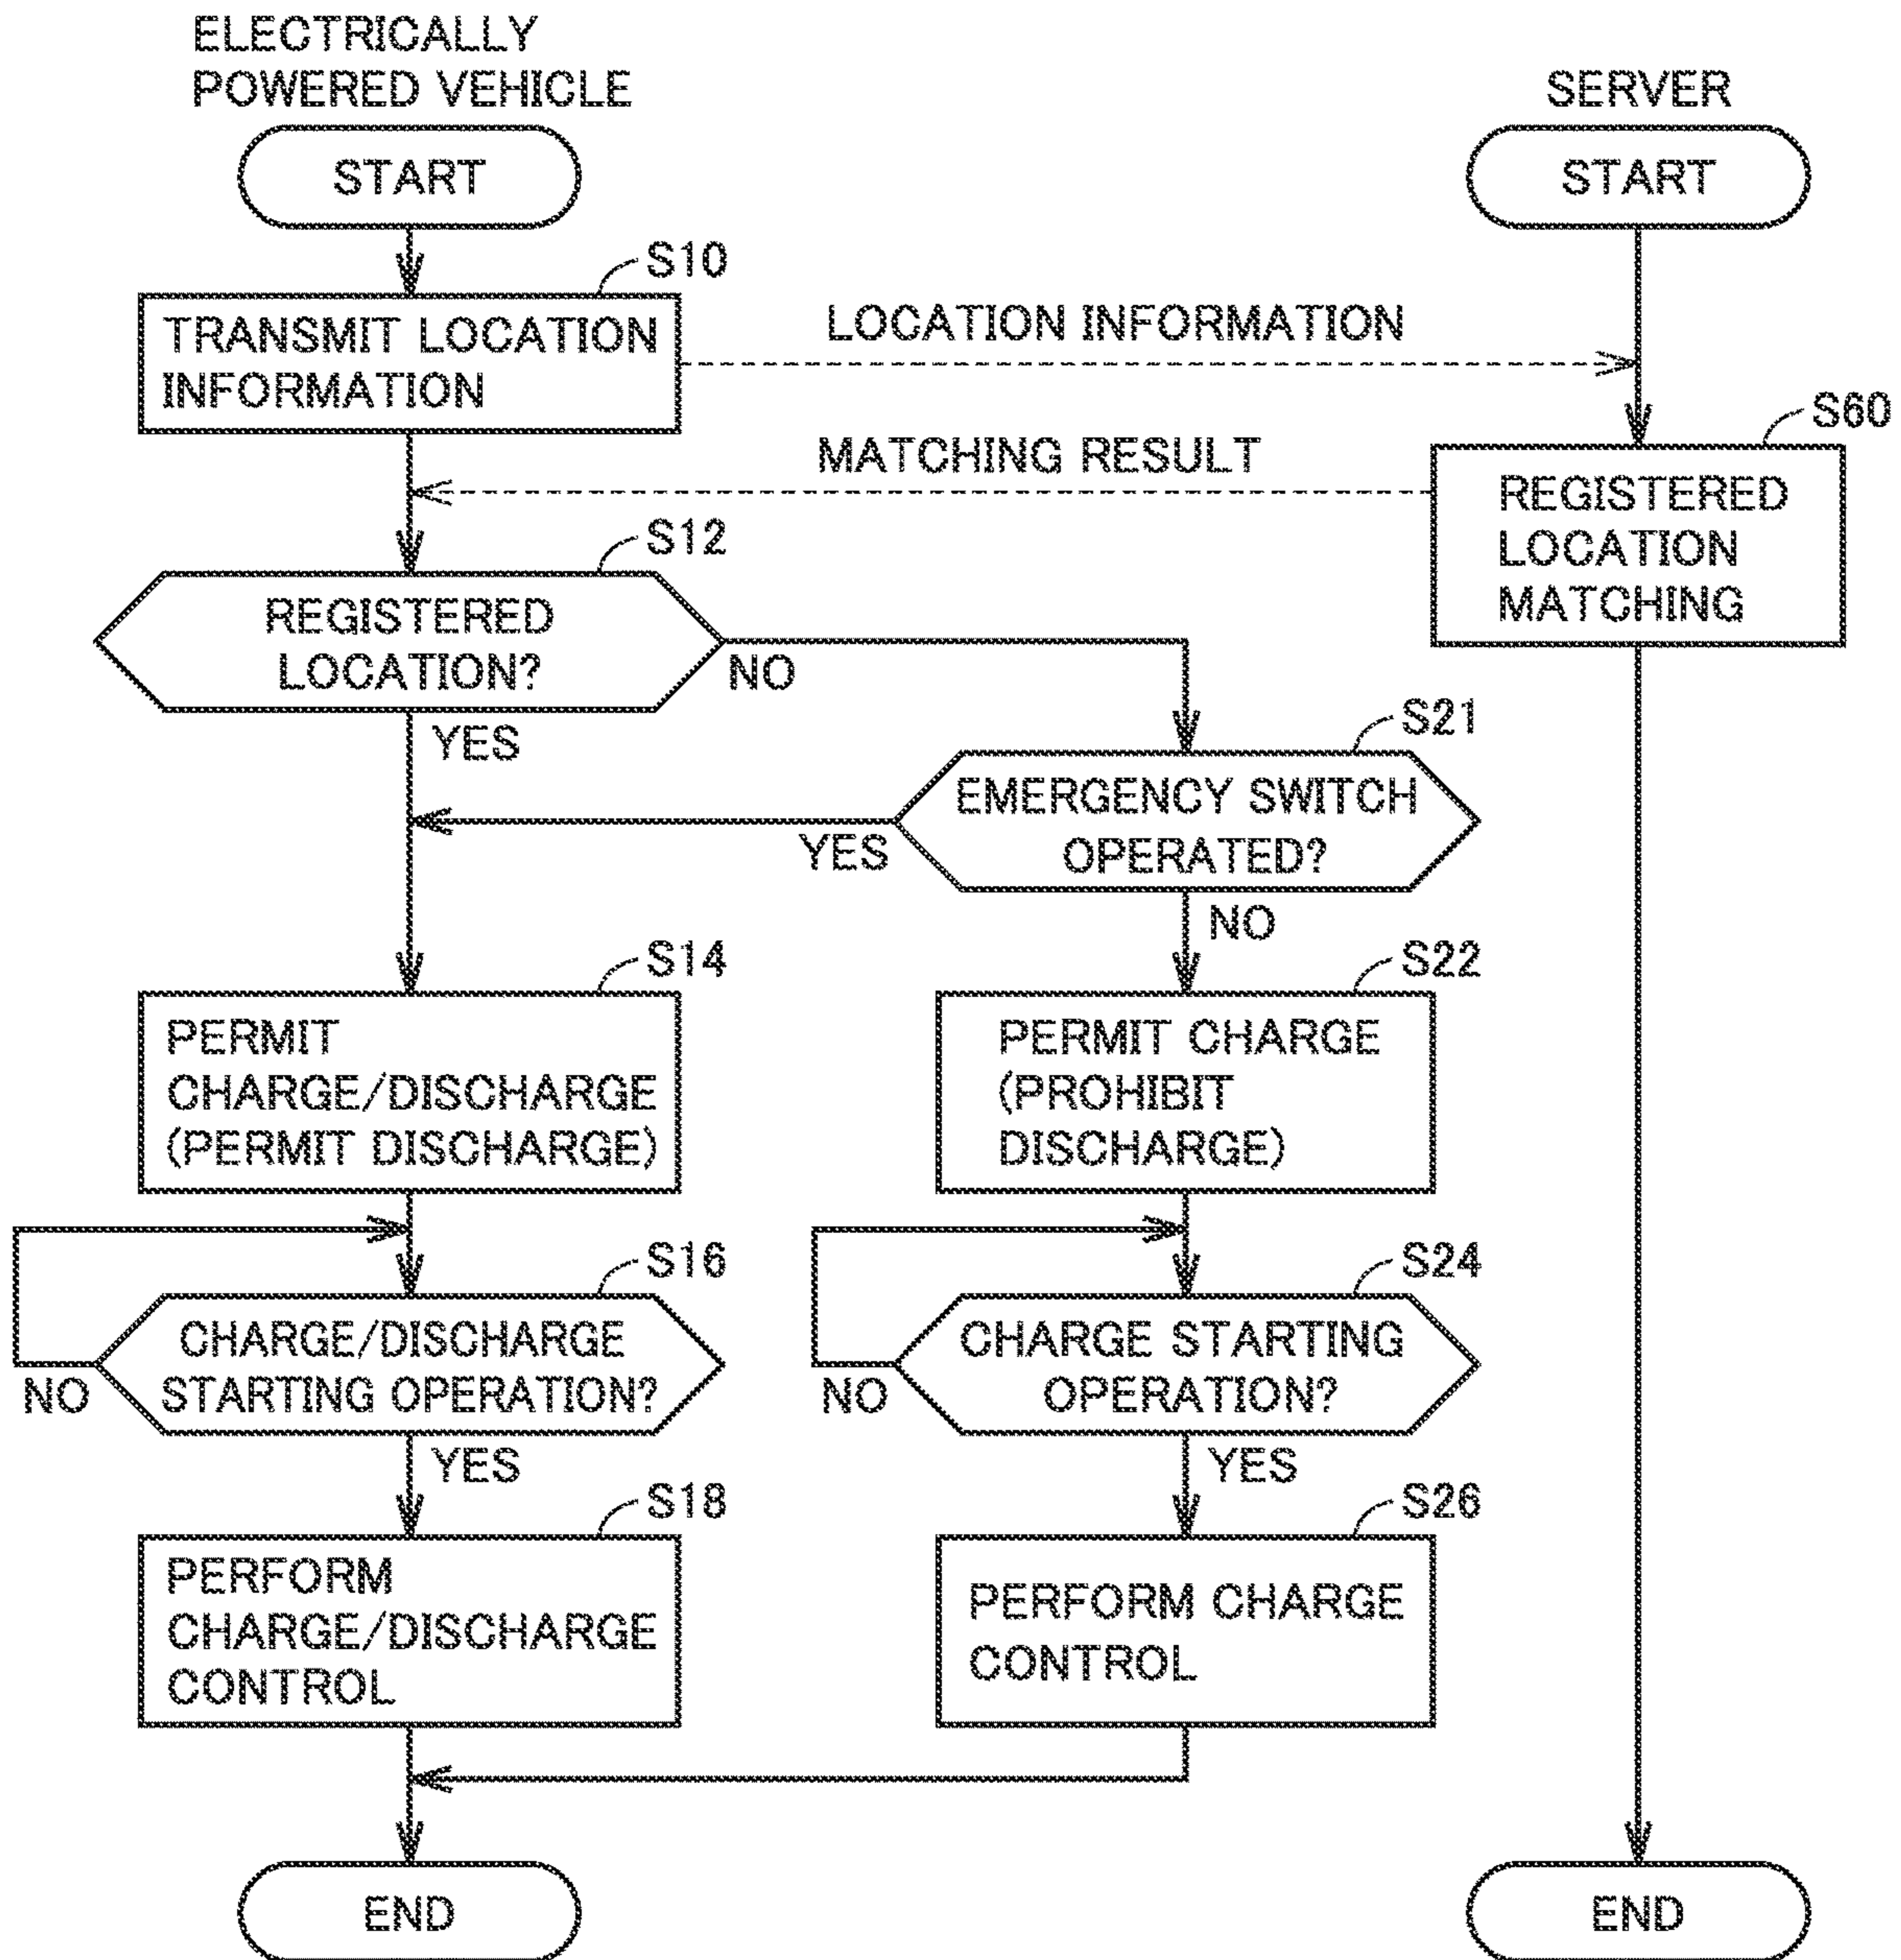 ELECTRICALLY
POWERED VEHICLE
SERVER
START
START
S10
TRANSMIT LOCATION
INFORMATION
LOCATION INFORMATION
S60
MATCHING RESULT
REGISTERED
LOCATION
MATCHING
S12
REGISTERED
LOCATION?
NO
YES
S21
EMERGENCY SWITCH
OPERATED?
YES
NO
S14
PERMIT
CHARGE/DISCHARGE
(PERMIT DISCHARGE)
S22
PERMIT CHARGE
(PROHIBIT
DISCHARGE)
S16
CHARGE/DISCHARGE
STARTING OPERATION?
NO
YES
S24
CHARGE STARTING
OPERATION?
NO
YES
S18
PERFORM
CHARGE/DISCHARGE
CONTROL
S26
PERFORM CHARGE
CONTROL
END
END